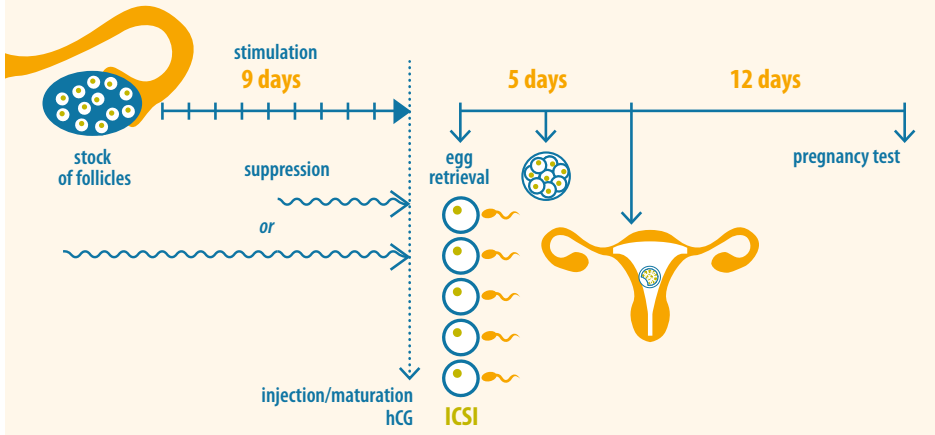 stimulation
9 days
5 days
12 days
stock
of follicles
suppression
or
egg
retrieval
pregnancy test
injection/maturation
hCG
ICSI